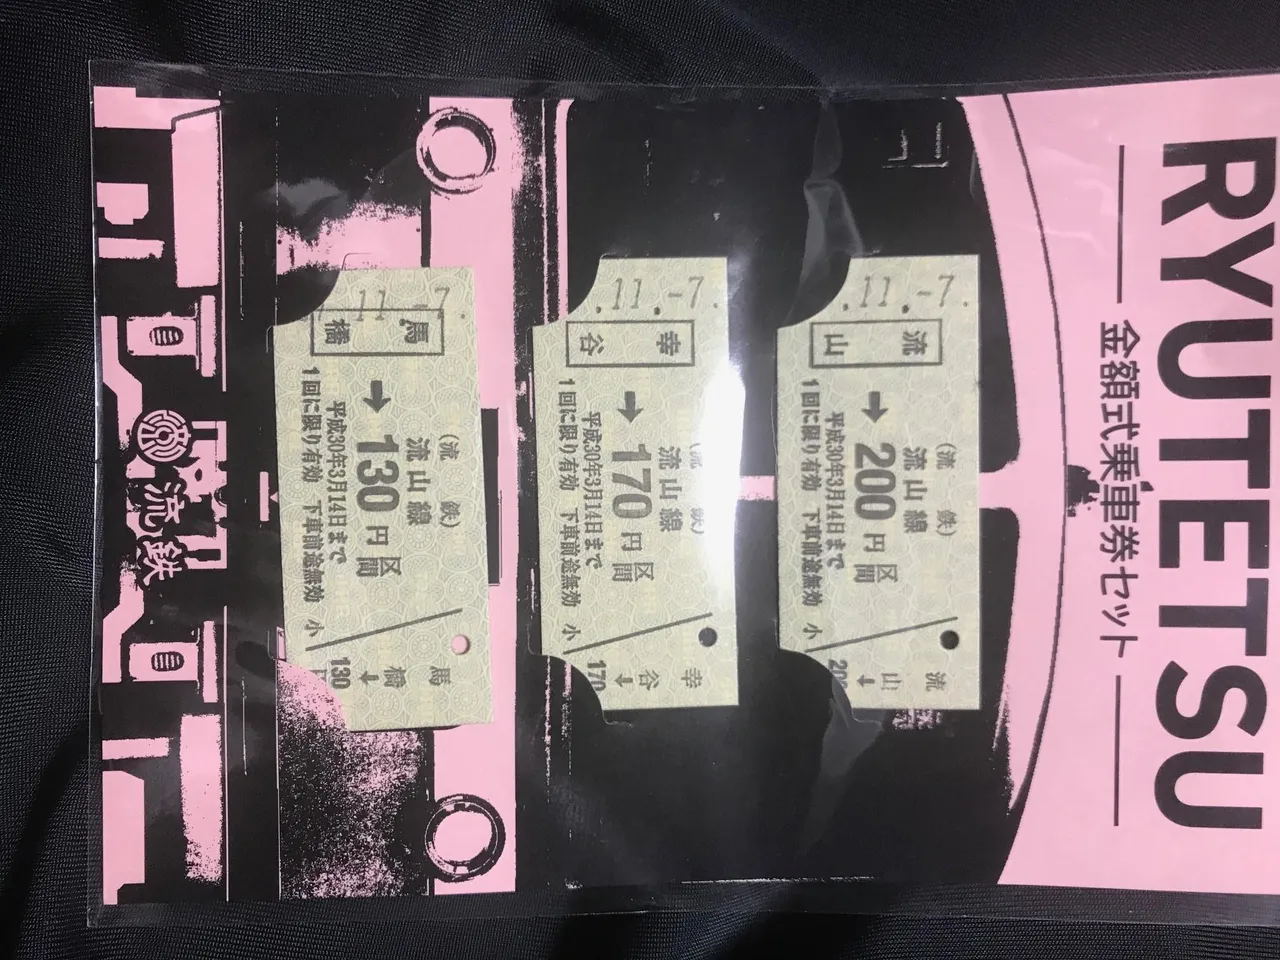 RYUTETSU
金額式乗車券セット
.11.-7.
流山
(流鉄)
流山線
→200円区間
平成30年3月14日まで
1回に限り有効 下車前途無効 小
流山
↓
.11.-7.
幸谷
流山線
→170円区間
平成30年3月14日まで
1回に限り有効 下車前途無効 小
幸谷
↓
170
11.-7.
馬橋
(流鉄)
流山線
→130円区間
平成30年3月14日まで
1回に限り有効 下車前途無効 小
馬橋
↓
130
流鉄